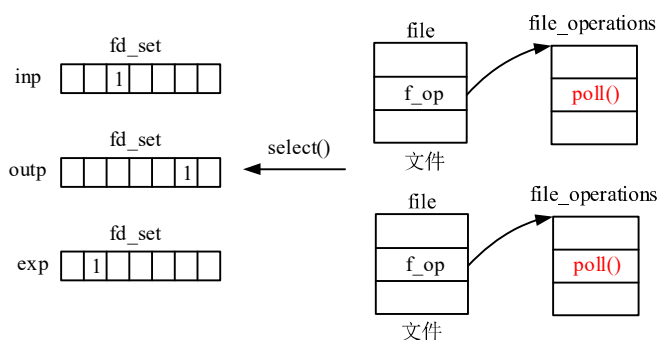 fd_set
inp
1
fd_set
outp
1
fd_set
exp
1
select()
file
f_op
文件
file_operations
poll()
file
f_op
文件
file_operations
poll()